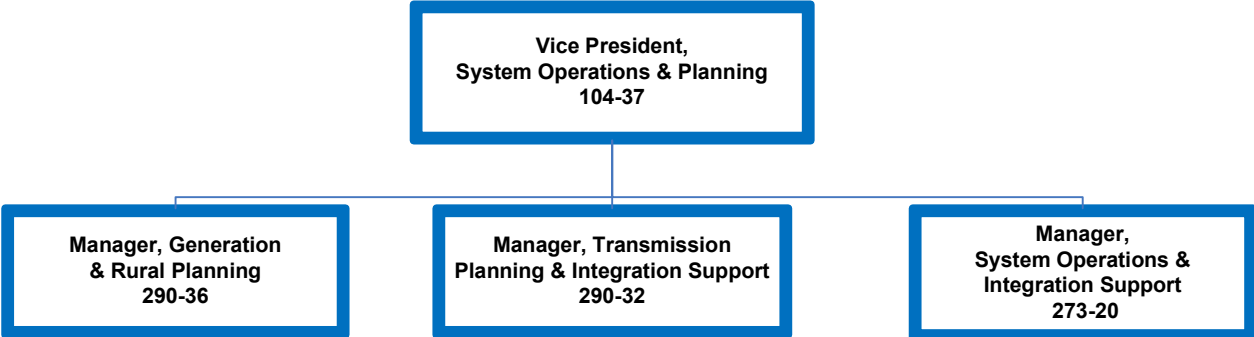 Vice President,
System Operations & Planning
104-37
Manager, Generation
& Rural Planning
290-36
Manager, Transmission
Planning & Integration Support
290-32
Manager,
System Operations &
Integration Support
273-20